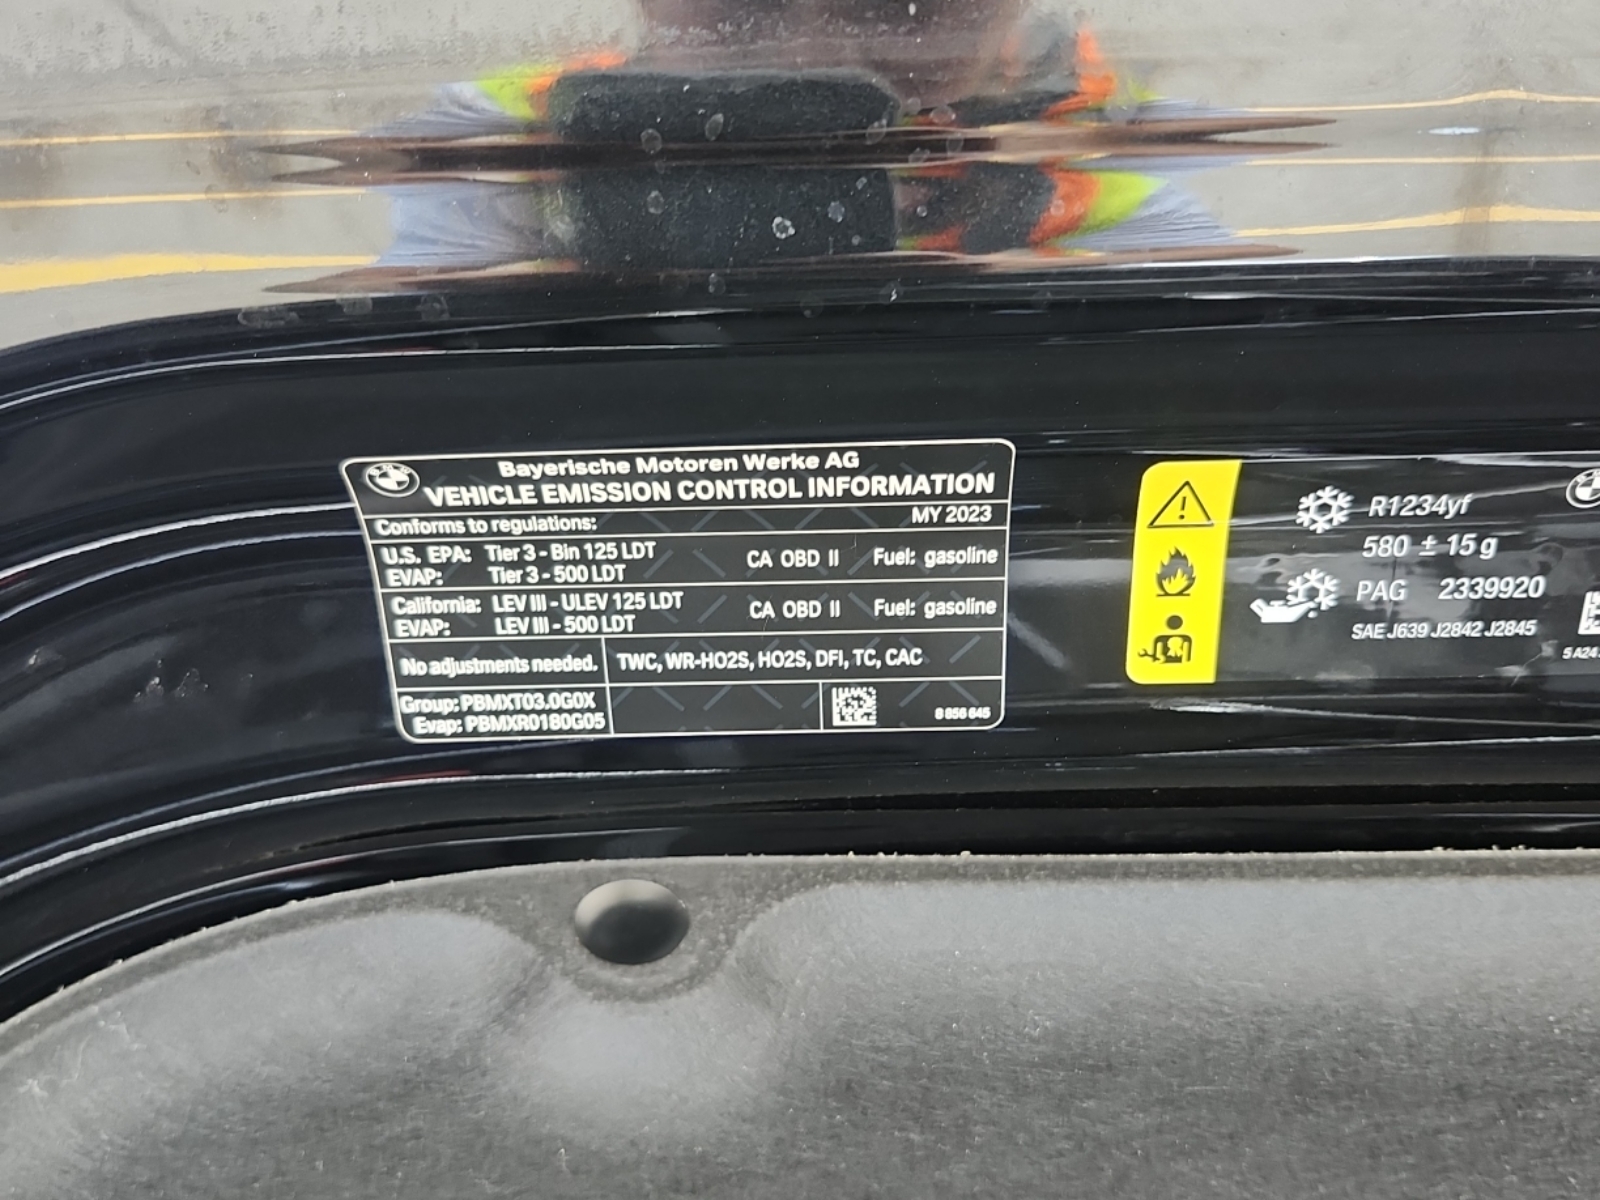 Bayerische Motoren Werke AG
VEHICLE EMISSION CONTROL INFORMATION
Conforms to regulations: MY 2023
U.S. EPA: Tier 3 - Bin 125 LDT CA OBD II Fuel: gasoline
EVAP: Tier 3 - 500 LDT
California: LEV III - ULEV 125 LDT CA OBD II Fuel: gasoline
EVAP: LEV III - 500 LDT
No adjustments needed. TWC, WR-HO2S, HO2S, DFI, TC, CAC
Group: PBMXT03.0G0X
Evap: PBMXR0180G05
8 856 645
R1234yf
580 ± 15 g
PAG 2339920
SAE J639 J2842 J2845